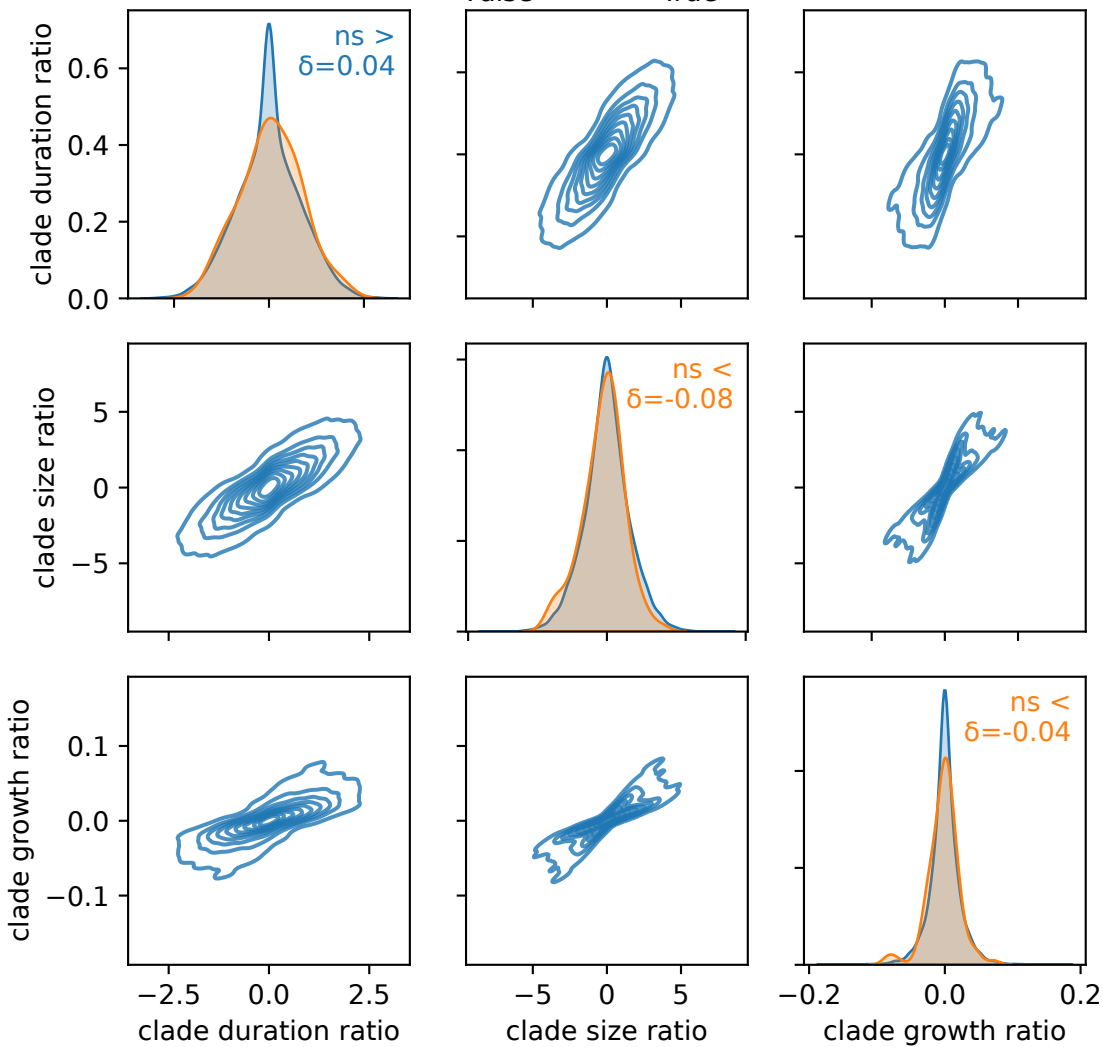 clade duration ratio
0.6
0.4
0.2
0.0
ns >
δ=0.04
clade size ratio
5
0
−5
ns <
δ=-0.08
clade growth ratio
0.1
0.0
−0.1
ns <
δ=-0.04
−2.5 0.0 2.5
−5 0 5
−0.2 0.0 0.2
clade duration ratio
clade size ratio
clade growth ratio